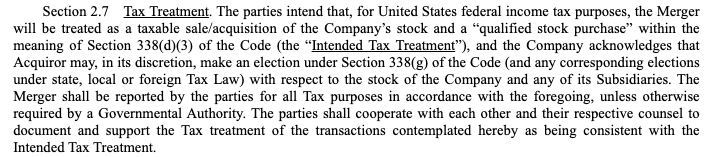 Section 2.7 Tax Treatment. The parties intend that, for United States federal income tax purposes, the Merger
will be treated as a taxable sale/acquisition of the Company’s stock and a “qualified stock purchase” within the
meaning of Section 338(d)(3) of the Code (the “Intended Tax Treatment”), and the Company acknowledges that
Acquiror may, in its discretion, make an election under Section 338(g) of the Code (and any corresponding elections
under state, local or foreign Tax Law) with respect to the stock of the Company and any of its Subsidiaries. The
Merger shall be reported by the parties for all Tax purposes in accordance with the foregoing, unless otherwise
required by a Governmental Authority. The parties shall cooperate with each other and their respective counsel to
document and support the Tax treatment of the transactions contemplated hereby as being consistent with the
Intended Tax Treatment.